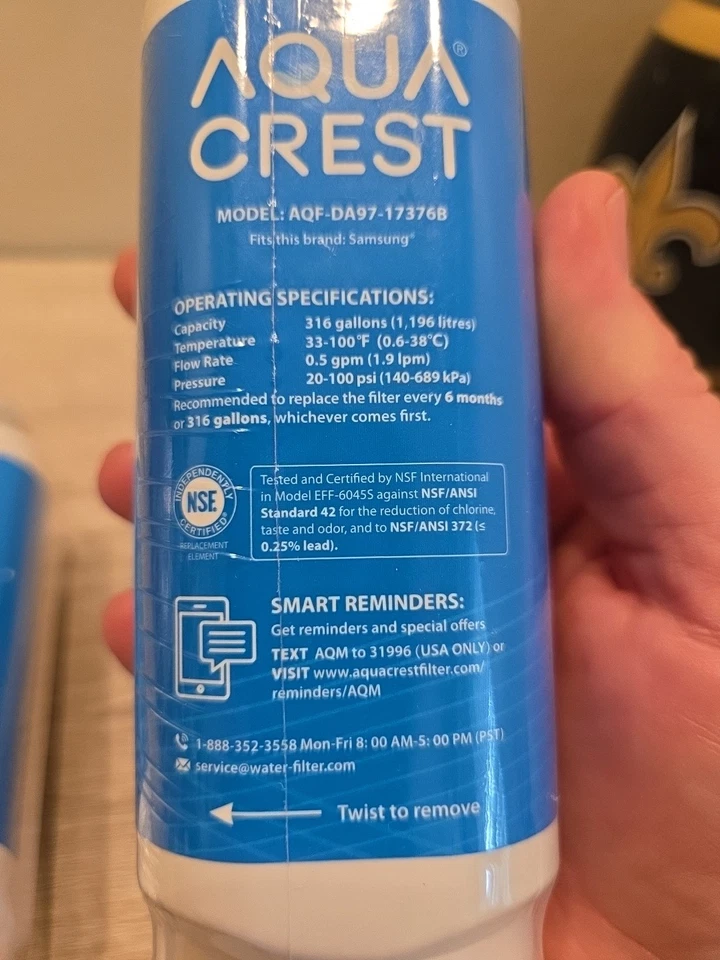 AQUA®
CREST
MODEL: AQF-DA97-17376B
Fits this brand: Samsung®
OPERATING SPECIFICATIONS:
Capacity 316 gallons (1,196 litres)
Temperature 33-100°F (0.6-38°C)
Flow Rate 0.5 gpm (1.9 lpm)
Pressure 20-100 psi (140-689 kPa)
Recommended to replace the filter every 6 months
or 316 gallons, whichever comes first.
INDEPENDENTLY
NSF®
CERTIFIED
REPLACEMENT
ELEMENT
Tested and Certified by NSF International
in Model EFF-6045S against NSF/ANSI
Standard 42 for the reduction of chlorine,
taste and odor, and to NSF/ANSI 372 (≤
0.25% lead).
SMART REMINDERS:
Get reminders and special offers
TEXT AQM to 31996 (USA ONLY) or
VISIT www.aquacrestfilter.com/
reminders/AQM
1-888-352-3558 Mon-Fri 8: 00 AM-5: 00 PM (PST)
service@water-filter.com
Twist to remove